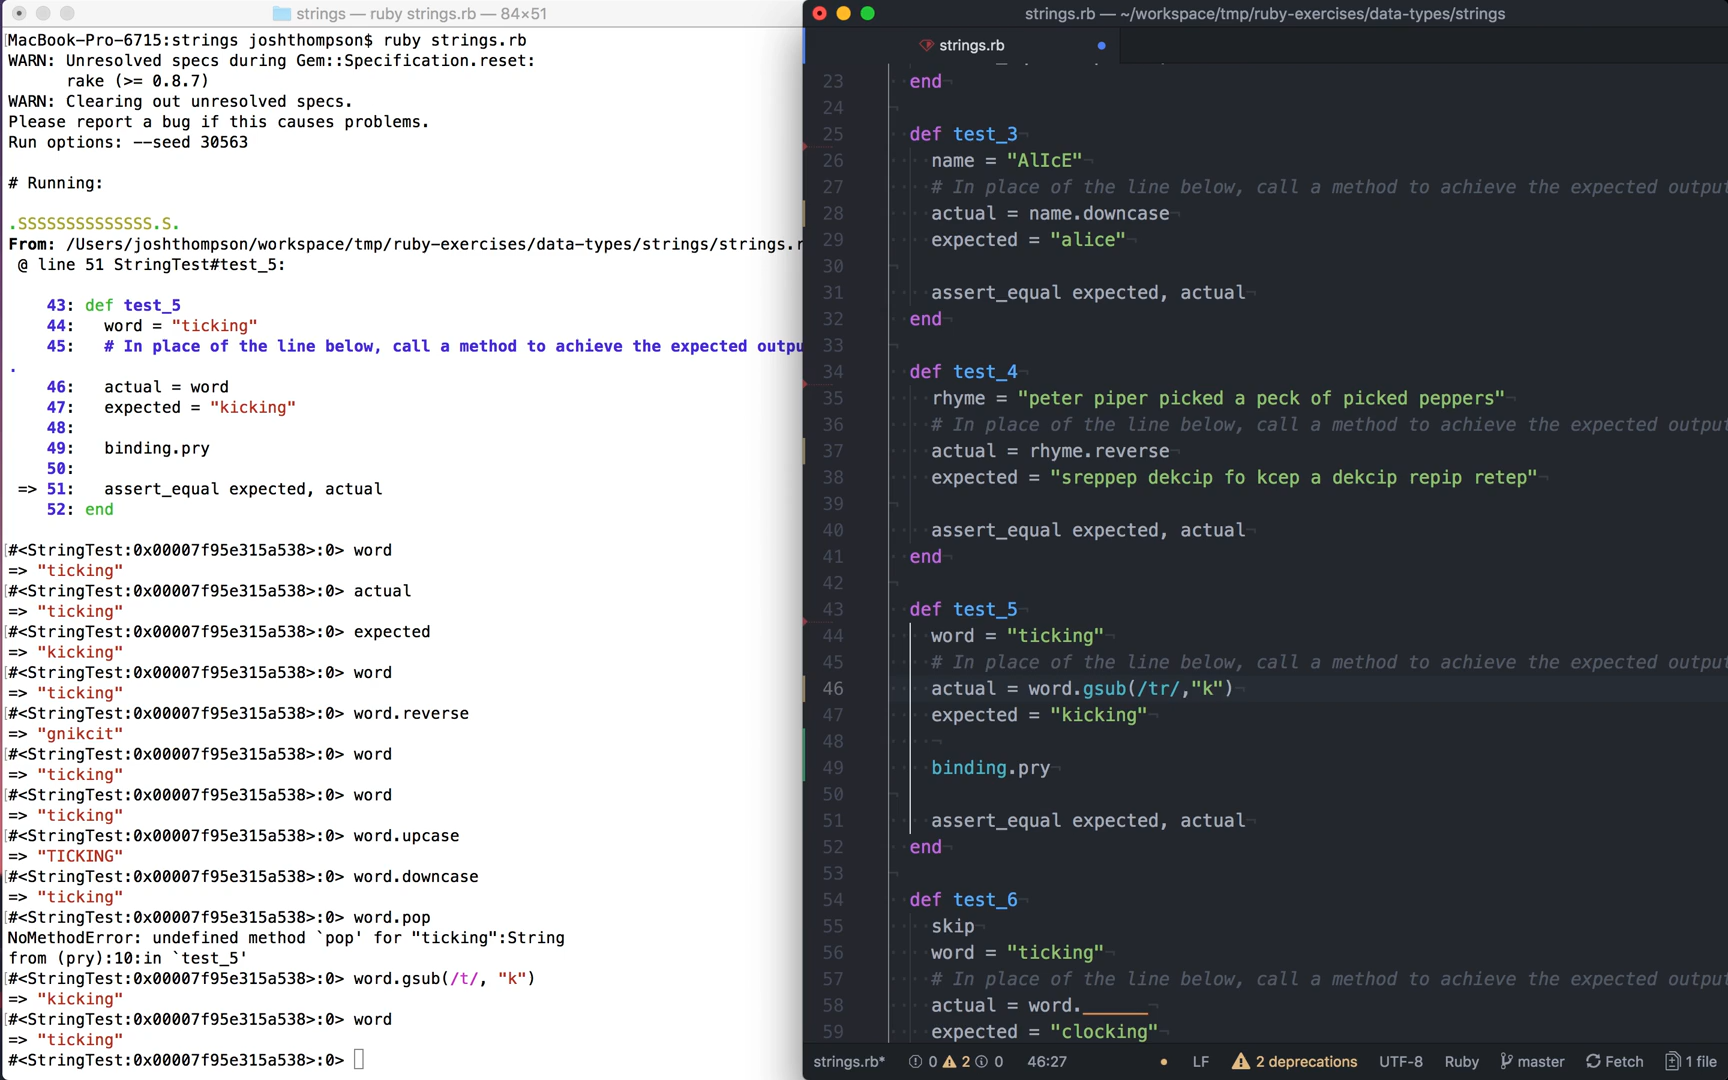 strings — ruby strings.rb — 84×51
MacBook-Pro-6715:strings joshthompson$ ruby strings.rb
WARN: Unresolved specs during Gem::Specification.reset:
      rake (>= 0.8.7)
WARN: Clearing out unresolved specs.
Please report a bug if this causes problems.
Run options: --seed 30563
# Running:
.SSSSSSSSSSSSSS.S.
From: /Users/joshthompson/workspace/tmp/ruby-exercises/data-types/strings/strings.r
@ line 51 StringTest#test_5:
43: def test_5
44:   word = "ticking"
45:   # In place of the line below, call a method to achieve the expected outpu
.
46:   actual = word
47:   expected = "kicking"
48:
49:   binding.pry
50:
=> 51:   assert_equal expected, actual
52: end
[#<StringTest:0x00007f95e315a538>:0> word
=> "ticking"
[#<StringTest:0x00007f95e315a538>:0> actual
=> "ticking"
[#<StringTest:0x00007f95e315a538>:0> expected
=> "kicking"
[#<StringTest:0x00007f95e315a538>:0> word
=> "ticking"
[#<StringTest:0x00007f95e315a538>:0> word.reverse
=> "gnikcit"
[#<StringTest:0x00007f95e315a538>:0> word
=> "ticking"
[#<StringTest:0x00007f95e315a538>:0> word
=> "ticking"
[#<StringTest:0x00007f95e315a538>:0> word.upcase
=> "TICKING"
[#<StringTest:0x00007f95e315a538>:0> word.downcase
=> "ticking"
[#<StringTest:0x00007f95e315a538>:0> word.pop
NoMethodError: undefined method `pop' for "ticking":String
from (pry):10:in `test_5'
[#<StringTest:0x00007f95e315a538>:0> word.gsub(/t/, "k")
=> "kicking"
[#<StringTest:0x00007f95e315a538>:0> word
=> "ticking"
#<StringTest:0x00007f95e315a538>:0>
strings.rb — ~/workspace/tmp/ruby-exercises/data-types/strings
strings.rb
23 end
24
25 def test_3
26   name = "AlIcE"
27   # In place of the line below, call a method to achieve the expected output
28   actual = name.downcase
29   expected = "alice"
30
31   assert_equal expected, actual
32 end
33
34 def test_4
35   rhyme = "peter piper picked a peck of picked peppers"
36   # In place of the line below, call a method to achieve the expected output
37   actual = rhyme.reverse
38   expected = "sreppep dekcip fo kcep a dekcip repip retep"
39
40   assert_equal expected, actual
41 end
42
43 def test_5
44   word = "ticking"
45   # In place of the line below, call a method to achieve the expected output
46   actual = word.gsub(/tr/,"k")
47   expected = "kicking"
48
49   binding.pry
50
51   assert_equal expected, actual
52 end
53
54 def test_6
55   skip
56   word = "ticking"
57   # In place of the line below, call a method to achieve the expected output
58   actual = word.______
59   expected = "clocking"
strings.rb* 0 2 0 46:27 LF 2 deprecations UTF-8 Ruby master Fetch 1 file